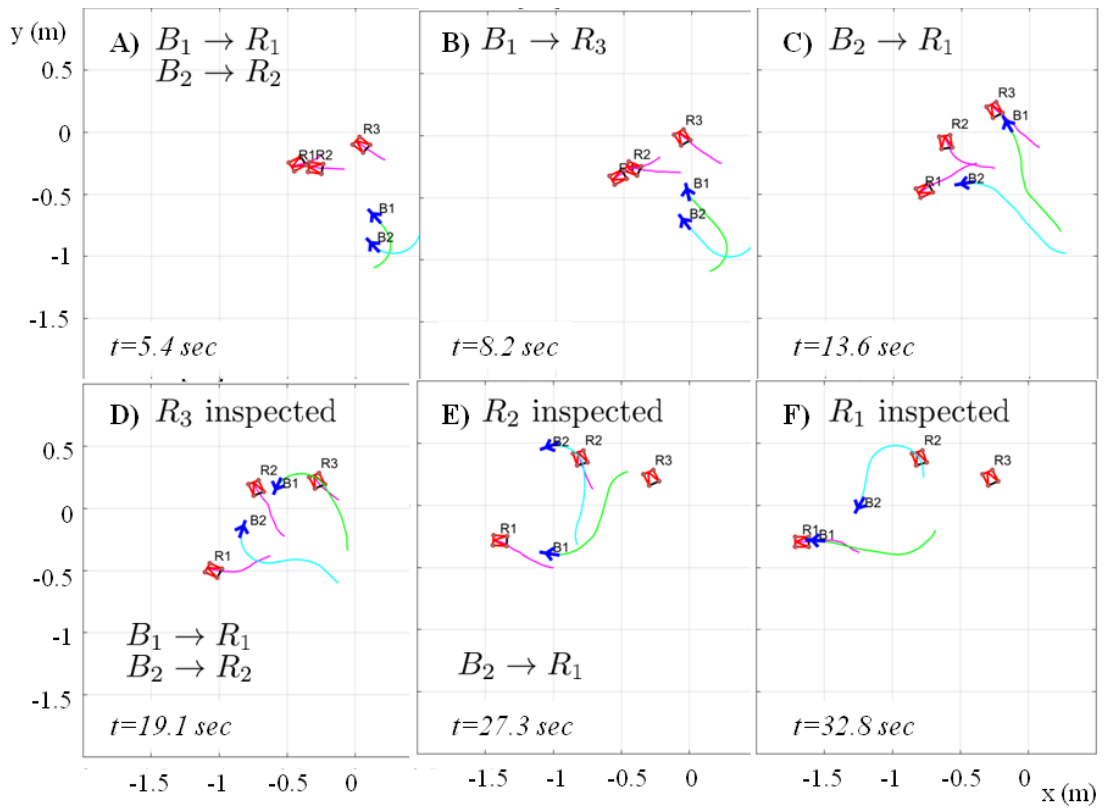 y (m)
A) B₁ → R₁
B₂ → R₂
0.5
0
-0.5
-1
-1.5
R3
R1
R2
B1
B2
t=5.4 sec
B) B₁ → R₃
R3
R2
B1
B2
t=8.2 sec
C) B₂ → R₁
R3
B1
R2
B2
R1
t=13.6 sec
D) R₃ inspected
0.5
0
-0.5
-1
-1.5
R2
R3
B1
B2
R1
B₁ → R₁
B₂ → R₂
t=19.1 sec
-1.5 -1 -0.5 0
E) R₂ inspected
B2
R2
R3
R1
B1
B₂ → R₁
t=27.3 sec
-1.5 -1 -0.5 0
F) R₁ inspected
R2
R3
B2
R1
B1
t=32.8 sec
-1.5 -1 -0.5 0
x (m)